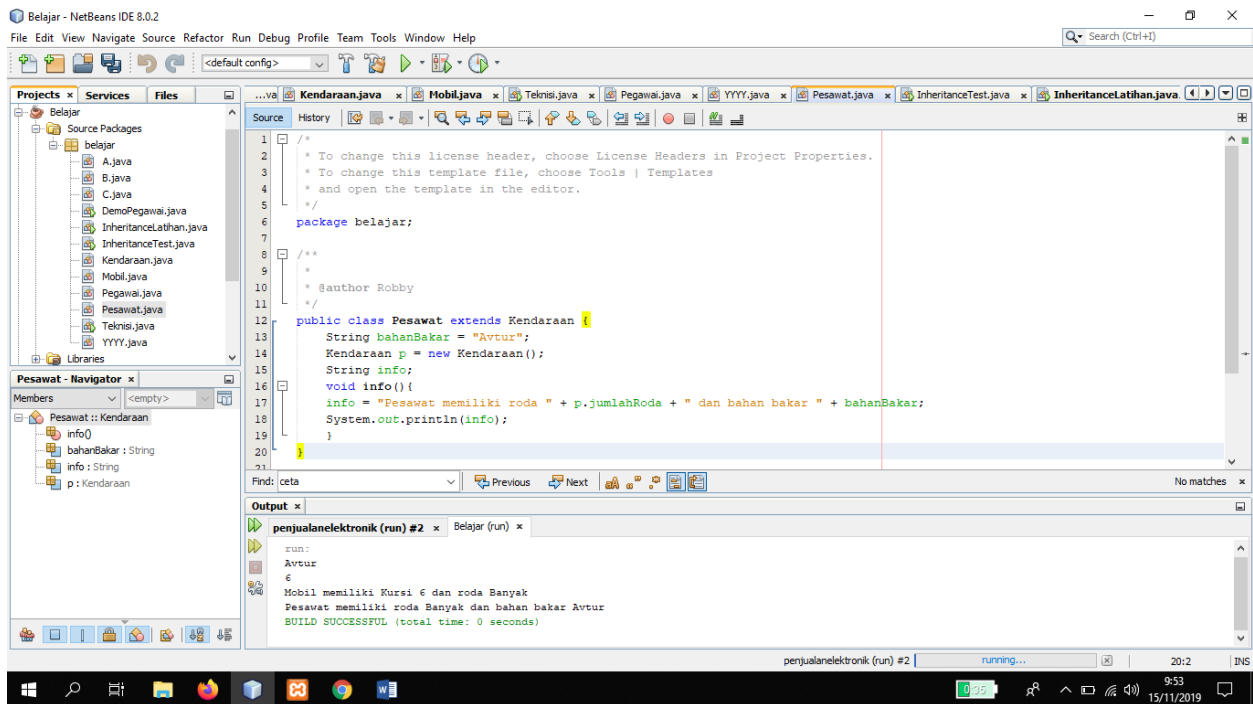 Belajar - NetBeans IDE 8.0.2
File Edit View Navigate Source Refactor Run Debug Profile Team Tools Window Help
Search (Ctrl+I)
<default config>
Projects Services Files
...va Kendaraan.java Mobil.java Teknisi.java Pegawai.java YYYY.java Pesawat.java InheritanceTest.java InheritanceLatihan.java
Belajar
Source Packages
belajar
A.java
B.java
C.java
DemoPegawai.java
InheritanceLatihan.java
InheritanceTest.java
Kendaraan.java
Mobil.java
Pegawai.java
Pesawat.java
Teknisi.java
YYYY.java
Libraries
Source History
1 /*
2 * To change this license header, choose License Headers in Project Properties.
3 * To change this template file, choose Tools | Templates
4 * and open the template in the editor.
5 */
6 package belajar;
7
8 /**
9 *
10 * @author Robby
11 */
12 public class Pesawat extends Kendaraan {
13 String bahanBakar = "Avtur";
14 Kendaraan p = new Kendaraan();
15 String info;
16 void info(){
17 info = "Pesawat memiliki roda " + p.jumlahRoda + " dan bahan bakar " + bahanBakar;
18 System.out.println(info);
19 }
20 }
21
Pesawat - Navigator
Members <empty>
Pesawat :: Kendaraan
info()
bahanBakar : String
info : String
p : Kendaraan
Find: ceta Previous Next No matches
Output
penjualanelektronik (run) #2 Belajar (run)
run:
Avtur
6
Mobil memiliki Kursi 6 dan roda Banyak
Pesawat memiliki roda Banyak dan bahan bakar Avtur
BUILD SUCCESSFUL (total time: 0 seconds)
penjualanelektronik (run) #2 running... 20:2 INS
0:35
9:53
15/11/2019